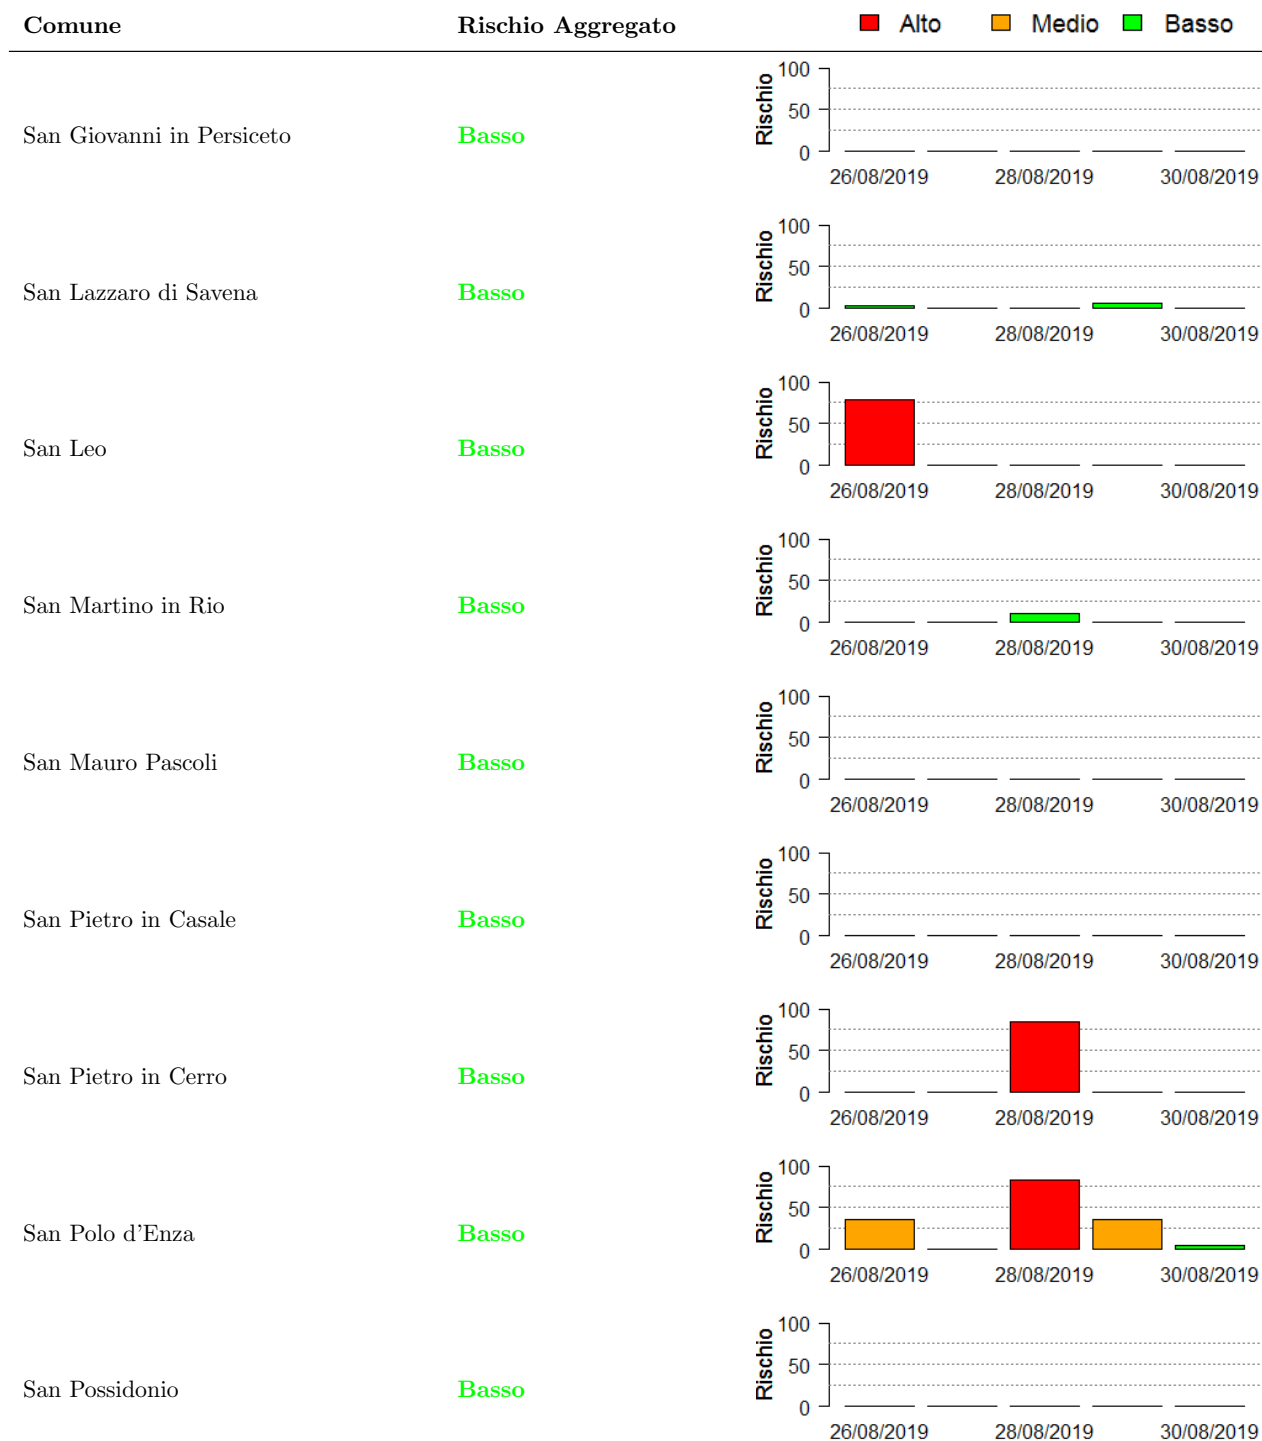 Comune Rischio Aggregato Alto Medio Basso
San Giovanni in Persiceto Basso
Rischio
100
50
0
26/08/2019 28/08/2019 30/08/2019
San Lazzaro di Savena Basso
Rischio
100
50
0
26/08/2019 28/08/2019 30/08/2019
San Leo Basso
Rischio
100
50
0
26/08/2019 28/08/2019 30/08/2019
San Martino in Rio Basso
Rischio
100
50
0
26/08/2019 28/08/2019 30/08/2019
San Mauro Pascoli Basso
Rischio
100
50
0
26/08/2019 28/08/2019 30/08/2019
San Pietro in Casale Basso
Rischio
100
50
0
26/08/2019 28/08/2019 30/08/2019
San Pietro in Cerro Basso
Rischio
100
50
0
26/08/2019 28/08/2019 30/08/2019
San Polo d'Enza Basso
Rischio
100
50
0
26/08/2019 28/08/2019 30/08/2019
San Possidonio Basso
Rischio
100
50
0
26/08/2019 28/08/2019 30/08/2019